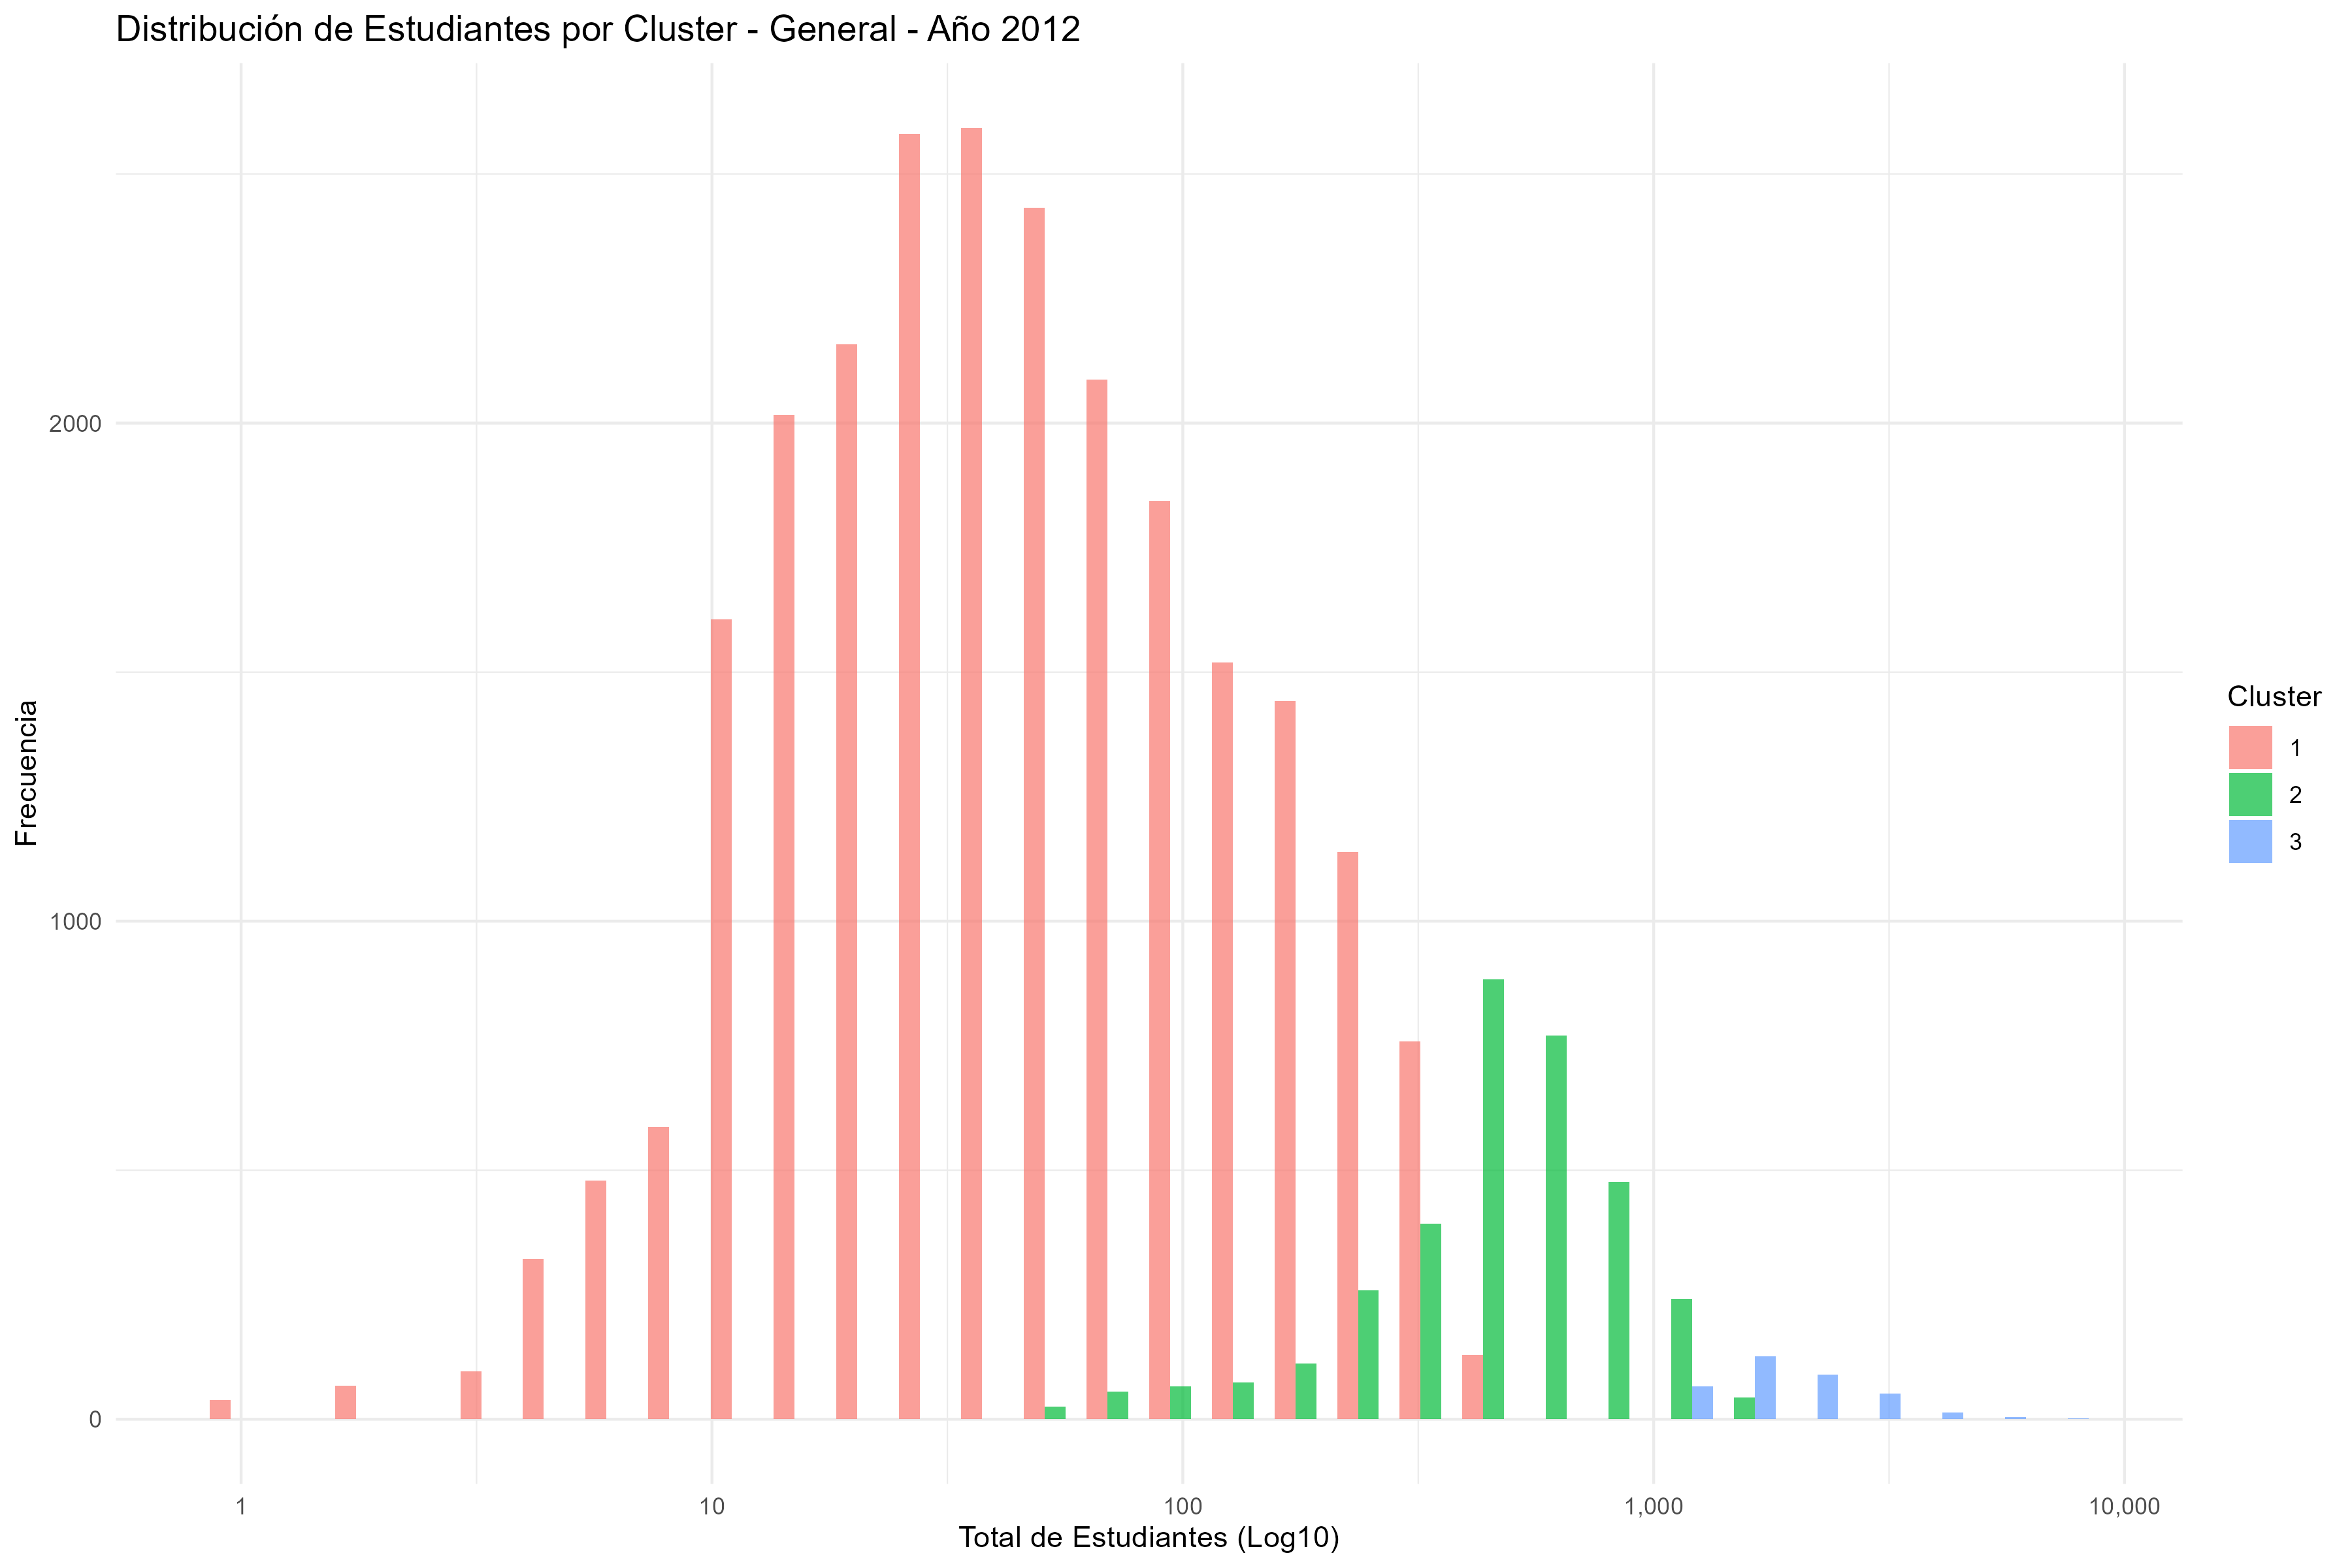 Distribución de Estudiantes por Cluster - General - Año 2012
Frecuencia
2000
1000
0
1
10
100
1,000
10,000
Total de Estudiantes (Log10)
Cluster
1
2
3